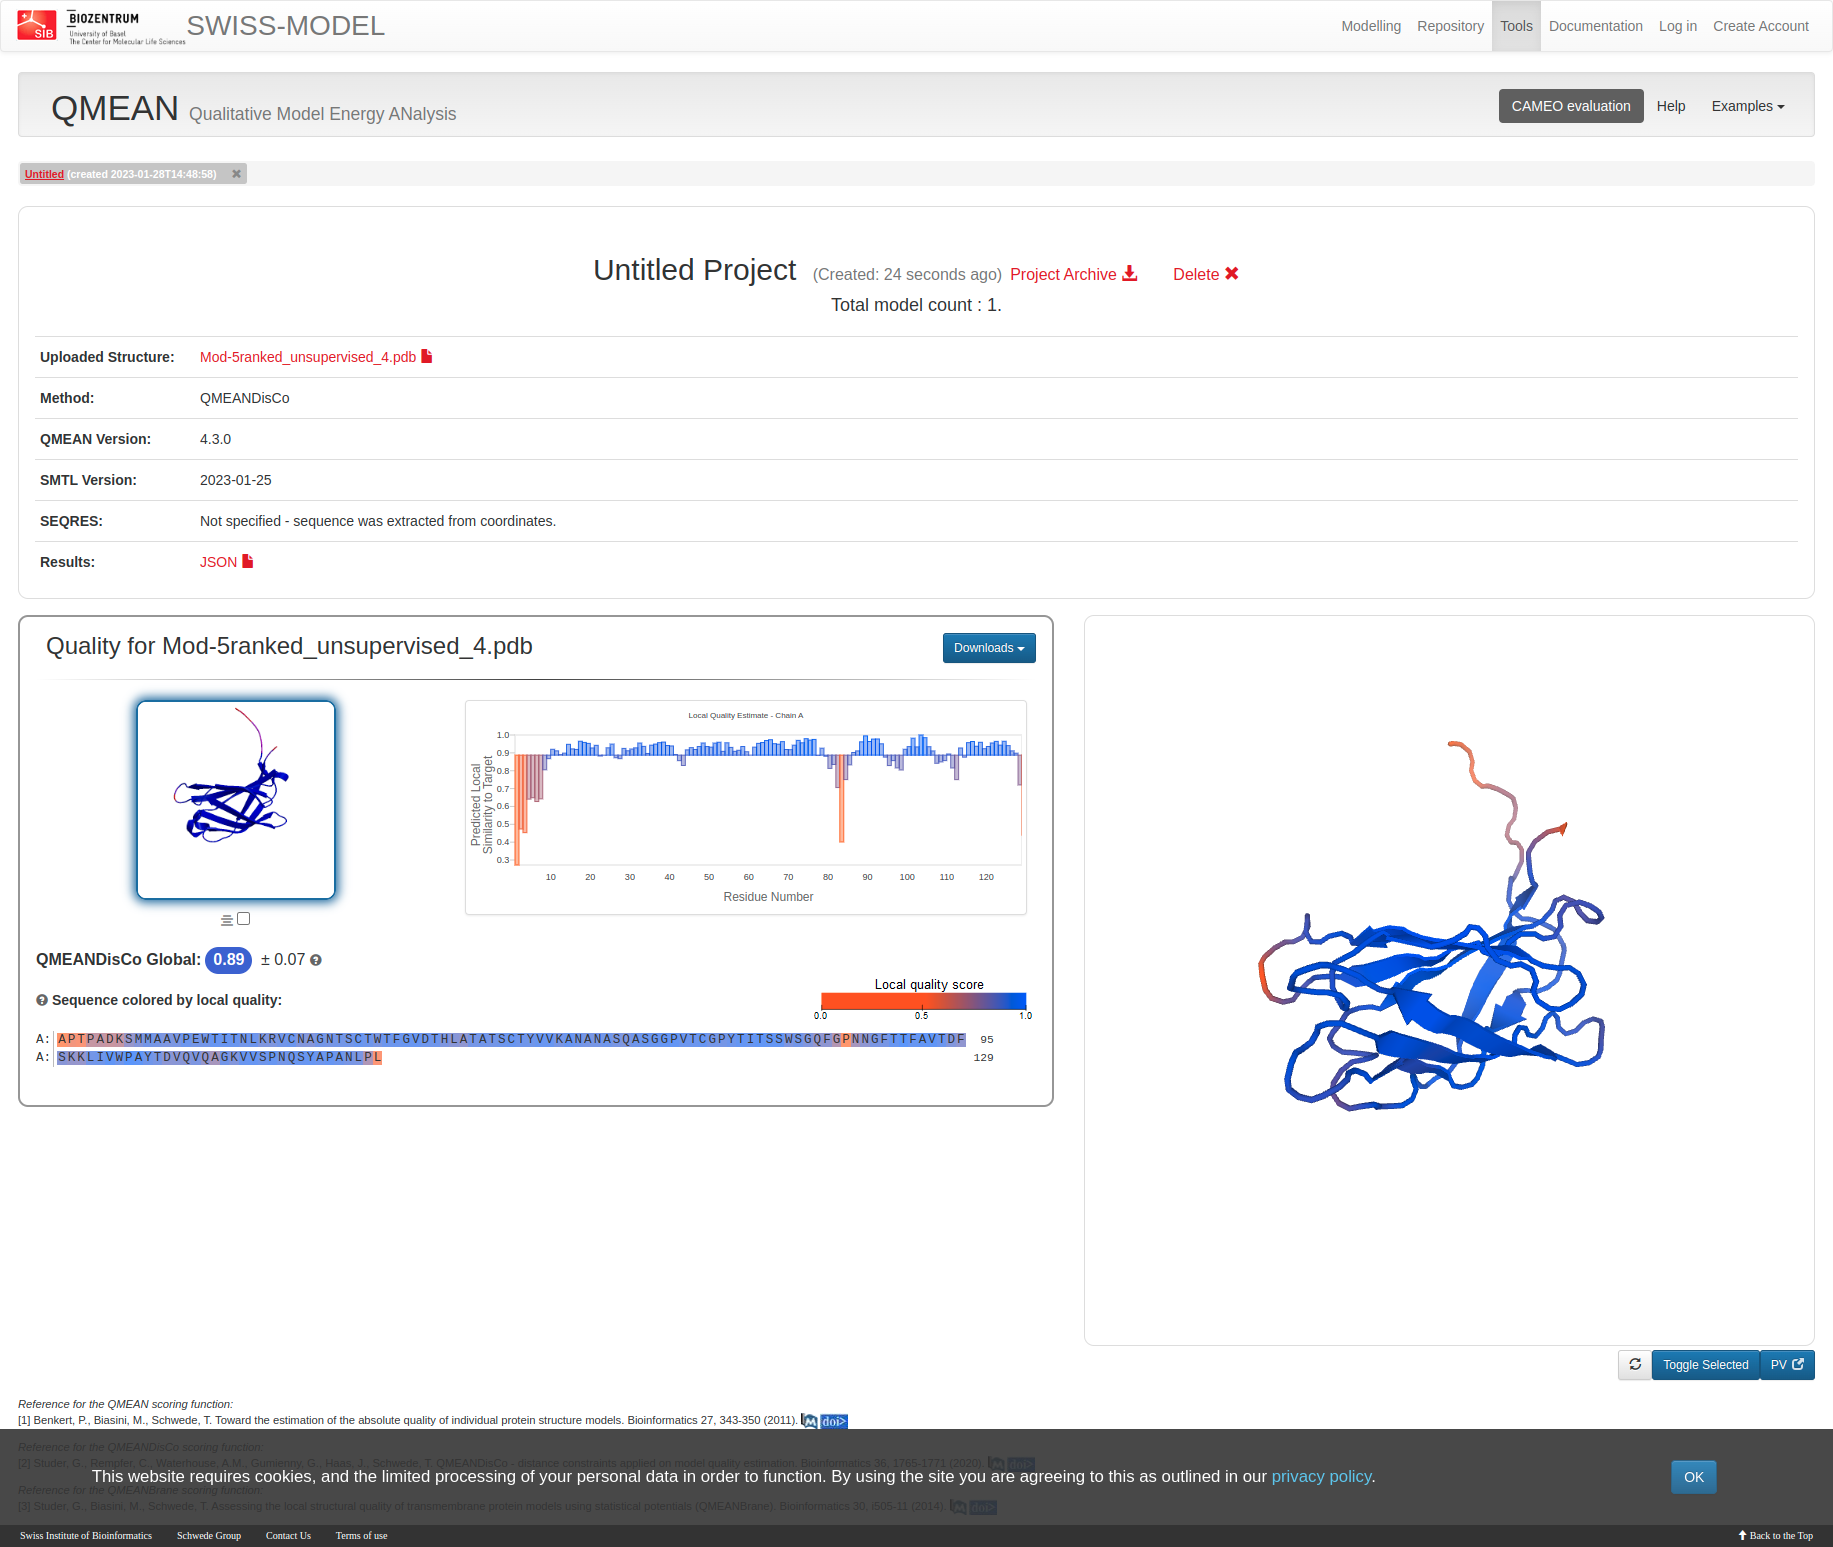 SIB
BIOZENTRUM
University of Basel
The Center for Molecular Life Sciences
SWISS-MODEL
Modelling
Repository
Tools
Documentation
Log in
Create Account
QMEAN Qualitative Model Energy ANalysis
CAMEO evaluation
Help
Examples
Untitled (created 2023-01-28T14:48:58)
Untitled Project (Created: 24 seconds ago) Project Archive Delete
Total model count : 1.
Uploaded Structure: Mod-5ranked_unsupervised_4.pdb
Method: QMEANDisCo
QMEAN Version: 4.3.0
SMTL Version: 2023-01-25
SEQRES: Not specified - sequence was extracted from coordinates.
Results: JSON
Quality for Mod-5ranked_unsupervised_4.pdb
Downloads
Local Quality Estimate - Chain A
Predicted Local
Similarity to Target
1.0
0.9
0.8
0.7
0.6
0.5
0.4
0.3
10 20 30 40 50 60 70 80 90 100 110 120
Residue Number
QMEANDisCo Global: 0.89 ± 0.07
Sequence colored by local quality:
Local quality score
0.0 0.5 1.0
A: APTPADKSMMAAVPEWTITNLKRVCNAGNTSCTWTFGVDTHLATATSCTYVVKANANASQASGGPVTCGPYTITSSWSGQFGPNNGFTTFAVTDF 95
A: SKKLIVWPAYTDVQVQAGKVVSPNQSYAPANLPL 129
Toggle Selected
PV
Reference for the QMEAN scoring function:
[1] Benkert, P., Biasini, M., Schwede, T. Toward the estimation of the absolute quality of individual protein structure models. Bioinformatics 27, 343-350 (2011). M doi>
Reference for the QMEANDisCo scoring function:
[2] Studer, G., Rempfer, C., Waterhouse, A.M., Gumienny, G., Haas, J., Schwede, T. QMEANDisCo - distance constraints applied on model quality estimation. Bioinformatics 36, 1765-1771 (2020). M doi>
This website requires cookies, and the limited processing of your personal data in order to function. By using the site you are agreeing to this as outlined in our privacy policy.
OK
Reference for the QMEANBrane scoring function:
[3] Studer, G., Biasini, M., Schwede, T. Assessing the local structural quality of transmembrane protein models using statistical potentials (QMEANBrane). Bioinformatics 30, i505-11 (2014). M doi>
Swiss Institute of Bioinformatics
Schwede Group
Contact Us
Terms of use
Back to the Top